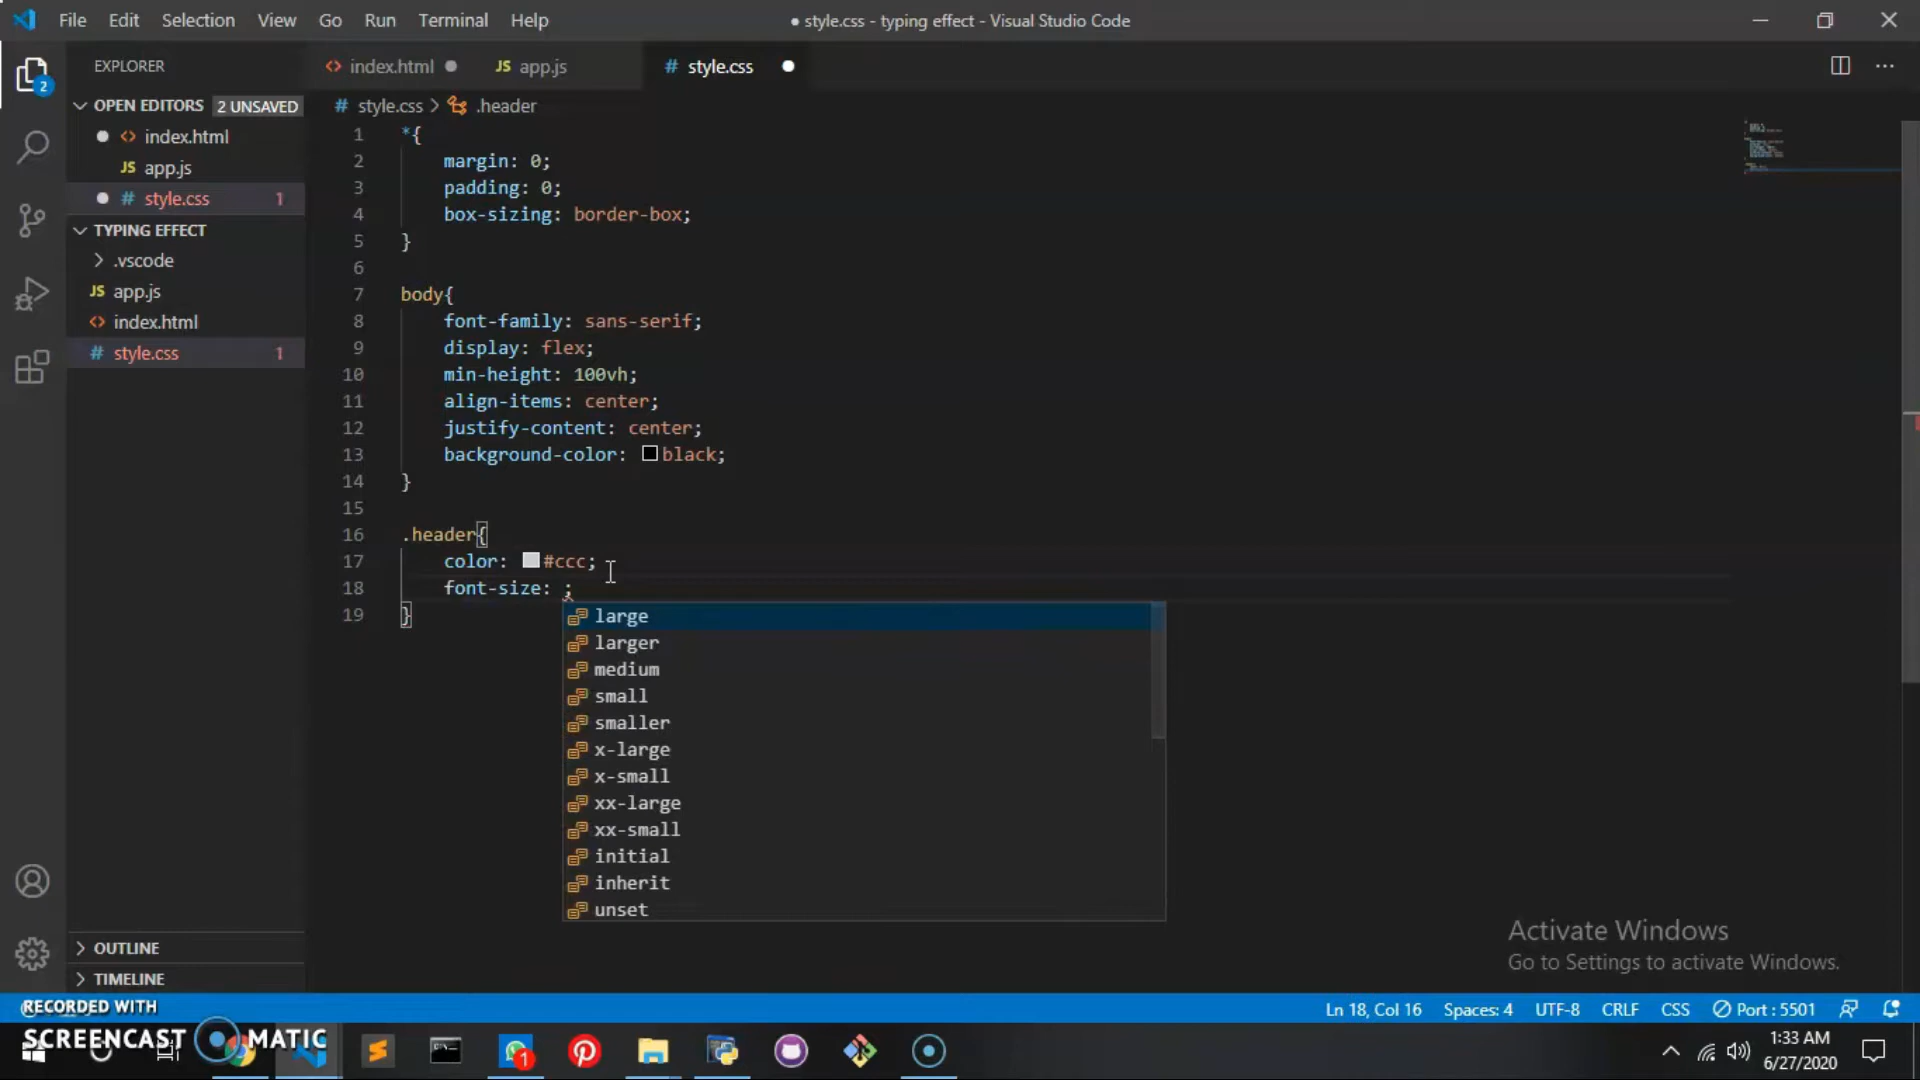 File Edit Selection View Go Run Terminal Help
● style.css - typing effect - Visual Studio Code
EXPLORER
index.html
JS app.js
# style.css
OPEN EDITORS 2 UNSAVED
index.html
JS app.js
# style.css 1
TYPING EFFECT
.vscode
JS app.js
index.html
# style.css 1
OUTLINE
TIMELINE
2
# style.css > .header
1 *{
2 margin: 0;
3 padding: 0;
4 box-sizing: border-box;
5 }
6
7 body{
8 font-family: sans-serif;
9 display: flex;
10 min-height: 100vh;
11 align-items: center;
12 justify-content: center;
13 background-color: black;
14 }
15
16 .header{
17 color: #ccc;
18 font-size: ;
19 }
large
larger
medium
small
smaller
x-large
x-small
xx-large
xx-small
initial
inherit
unset
Activate Windows
Go to Settings to activate Windows.
Ln 18, Col 16 Spaces: 4 UTF-8 CRLF CSS Port : 5501
RECORDED WITH
SCREENCAST MATIC
1
1:33 AM
6/27/2020